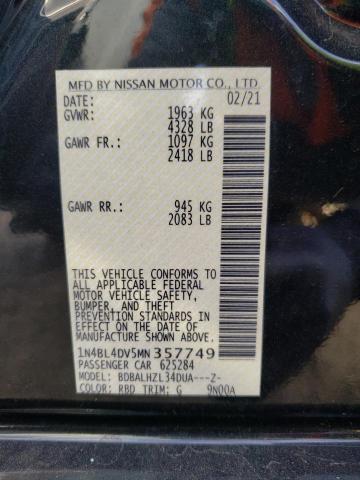 MFD BY NISSAN MOTOR CO., LTD.
DATE: 02/21
GVWR: 1963 KG
4328 LB
GAWR FR.: 1097 KG
2418 LB
GAWR RR.: 945 KG
2083 LB
THIS VEHICLE CONFORMS TO
ALL APPLICABLE FEDERAL
MOTOR VEHICLE SAFETY,
BUMPER, AND THEFT
PREVENTION STANDARDS
IN EFFECT ON THE DATE
OF MANUFACTURE SHOWN
ABOVE.
1N4BL4DV5MN357749
PASSENGER CAR 625284
MODEL: BDBALHZL34DUA---Z-
COLOR: RBD TRIM: G 9N00A